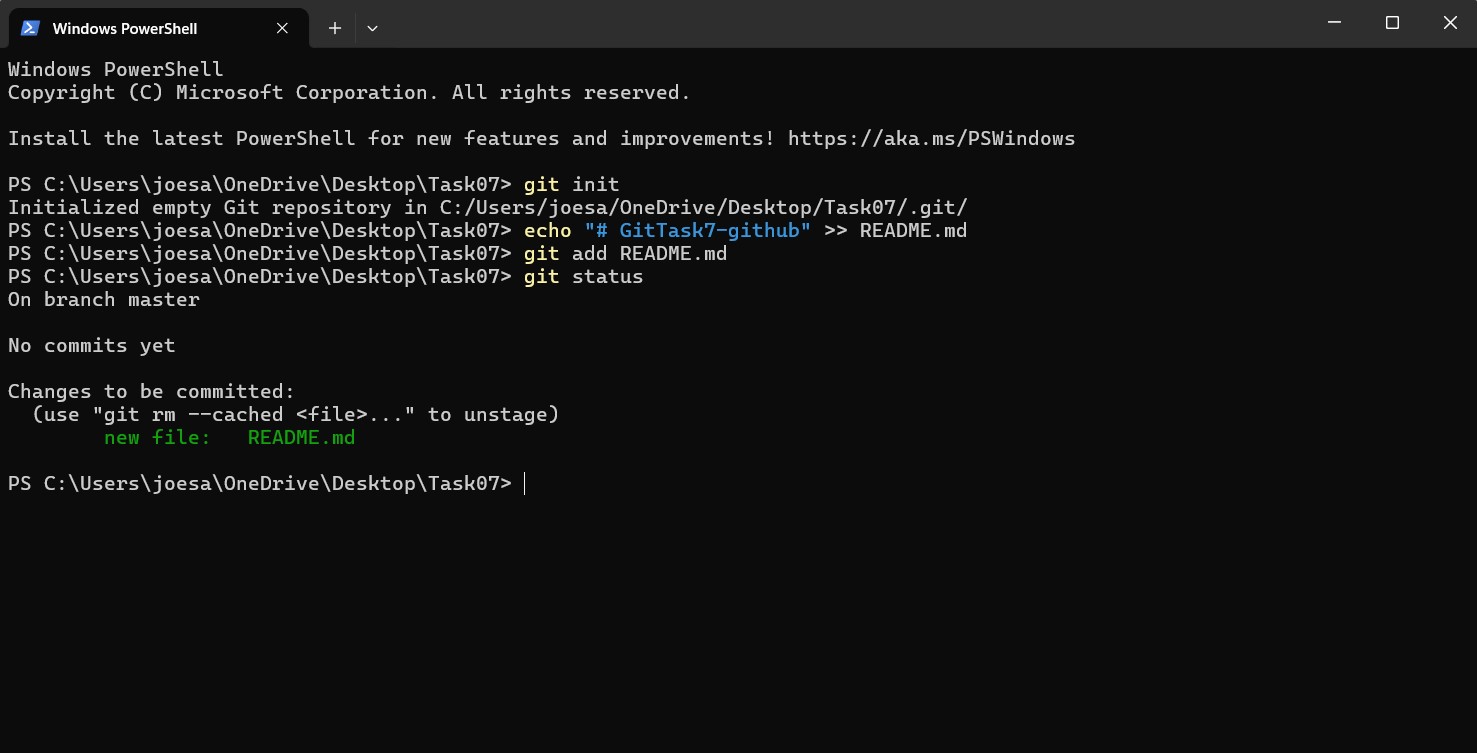 Windows PowerShell
Windows PowerShell
Copyright (C) Microsoft Corporation. All rights reserved.
Install the latest PowerShell for new features and improvements! https://aka.ms/PSWindows
PS C:\Users\joesa\OneDrive\Desktop\Task07> git init
Initialized empty Git repository in C:/Users/joesa/OneDrive/Desktop/Task07/.git/
PS C:\Users\joesa\OneDrive\Desktop\Task07> echo "# GitTask7-github" >> README.md
PS C:\Users\joesa\OneDrive\Desktop\Task07> git add README.md
PS C:\Users\joesa\OneDrive\Desktop\Task07> git status
On branch master
No commits yet
Changes to be committed:
  (use "git rm --cached <file>..." to unstage)
        new file:   README.md
PS C:\Users\joesa\OneDrive\Desktop\Task07>